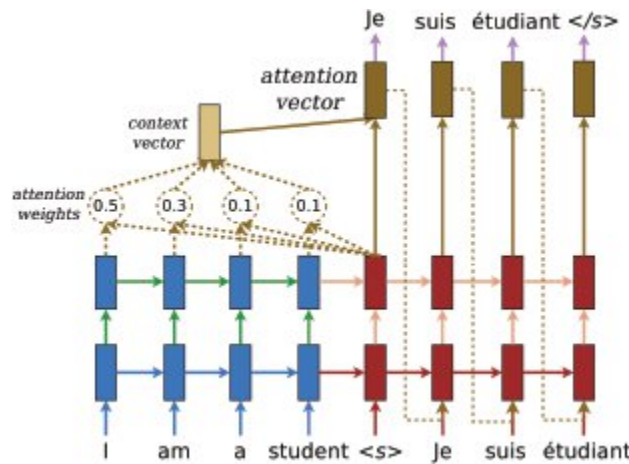 Je suis étudiant </s>
attention
vector
context
vector
attention
weights
0.5 0.3 0.1 0.1
I am a student <s> Je suis étudiant